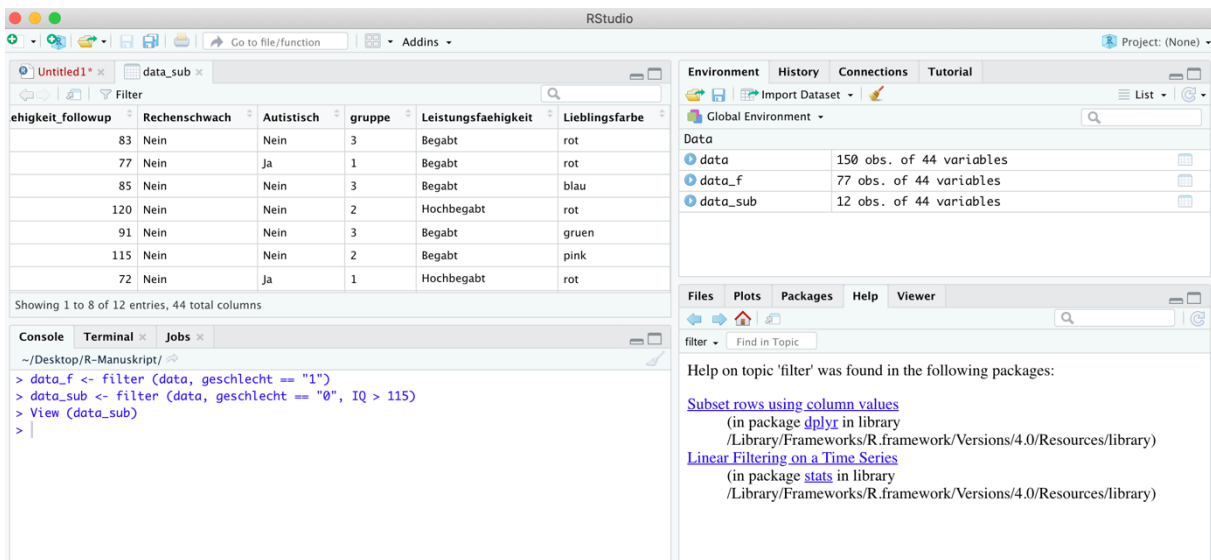 RStudio
Go to file/function
Addins
Project: (None)
Untitled1*
data_sub
Filter
ehigkeit_followup Rechenschwach Autistisch gruppe Leistungsfaehigkeit Lieblingsfarbe
83 Nein Nein 3 Begabt rot
77 Nein Ja 1 Begabt rot
85 Nein Nein 3 Begabt blau
120 Nein Nein 2 Hochbegabt rot
91 Nein Nein 3 Begabt gruen
115 Nein Nein 2 Begabt pink
72 Nein Ja 1 Hochbegabt rot
Showing 1 to 8 of 12 entries, 44 total columns
Console Terminal Jobs
~/Desktop/R-Manuskript/
> data_f <- filter (data, geschlecht == "1")
> data_sub <- filter (data, geschlecht == "0", IQ > 115)
> View (data_sub)
>
Environment History Connections Tutorial
Import Dataset
List
Global Environment
Data
data 150 obs. of 44 variables
data_f 77 obs. of 44 variables
data_sub 12 obs. of 44 variables
Files Plots Packages Help Viewer
filter Find in Topic
Help on topic 'filter' was found in the following packages:
Subset rows using column values
(in package dplyr in library
/Library/Frameworks/R.framework/Versions/4.0/Resources/library)
Linear Filtering on a Time Series
(in package stats in library
/Library/Frameworks/R.framework/Versions/4.0/Resources/library)